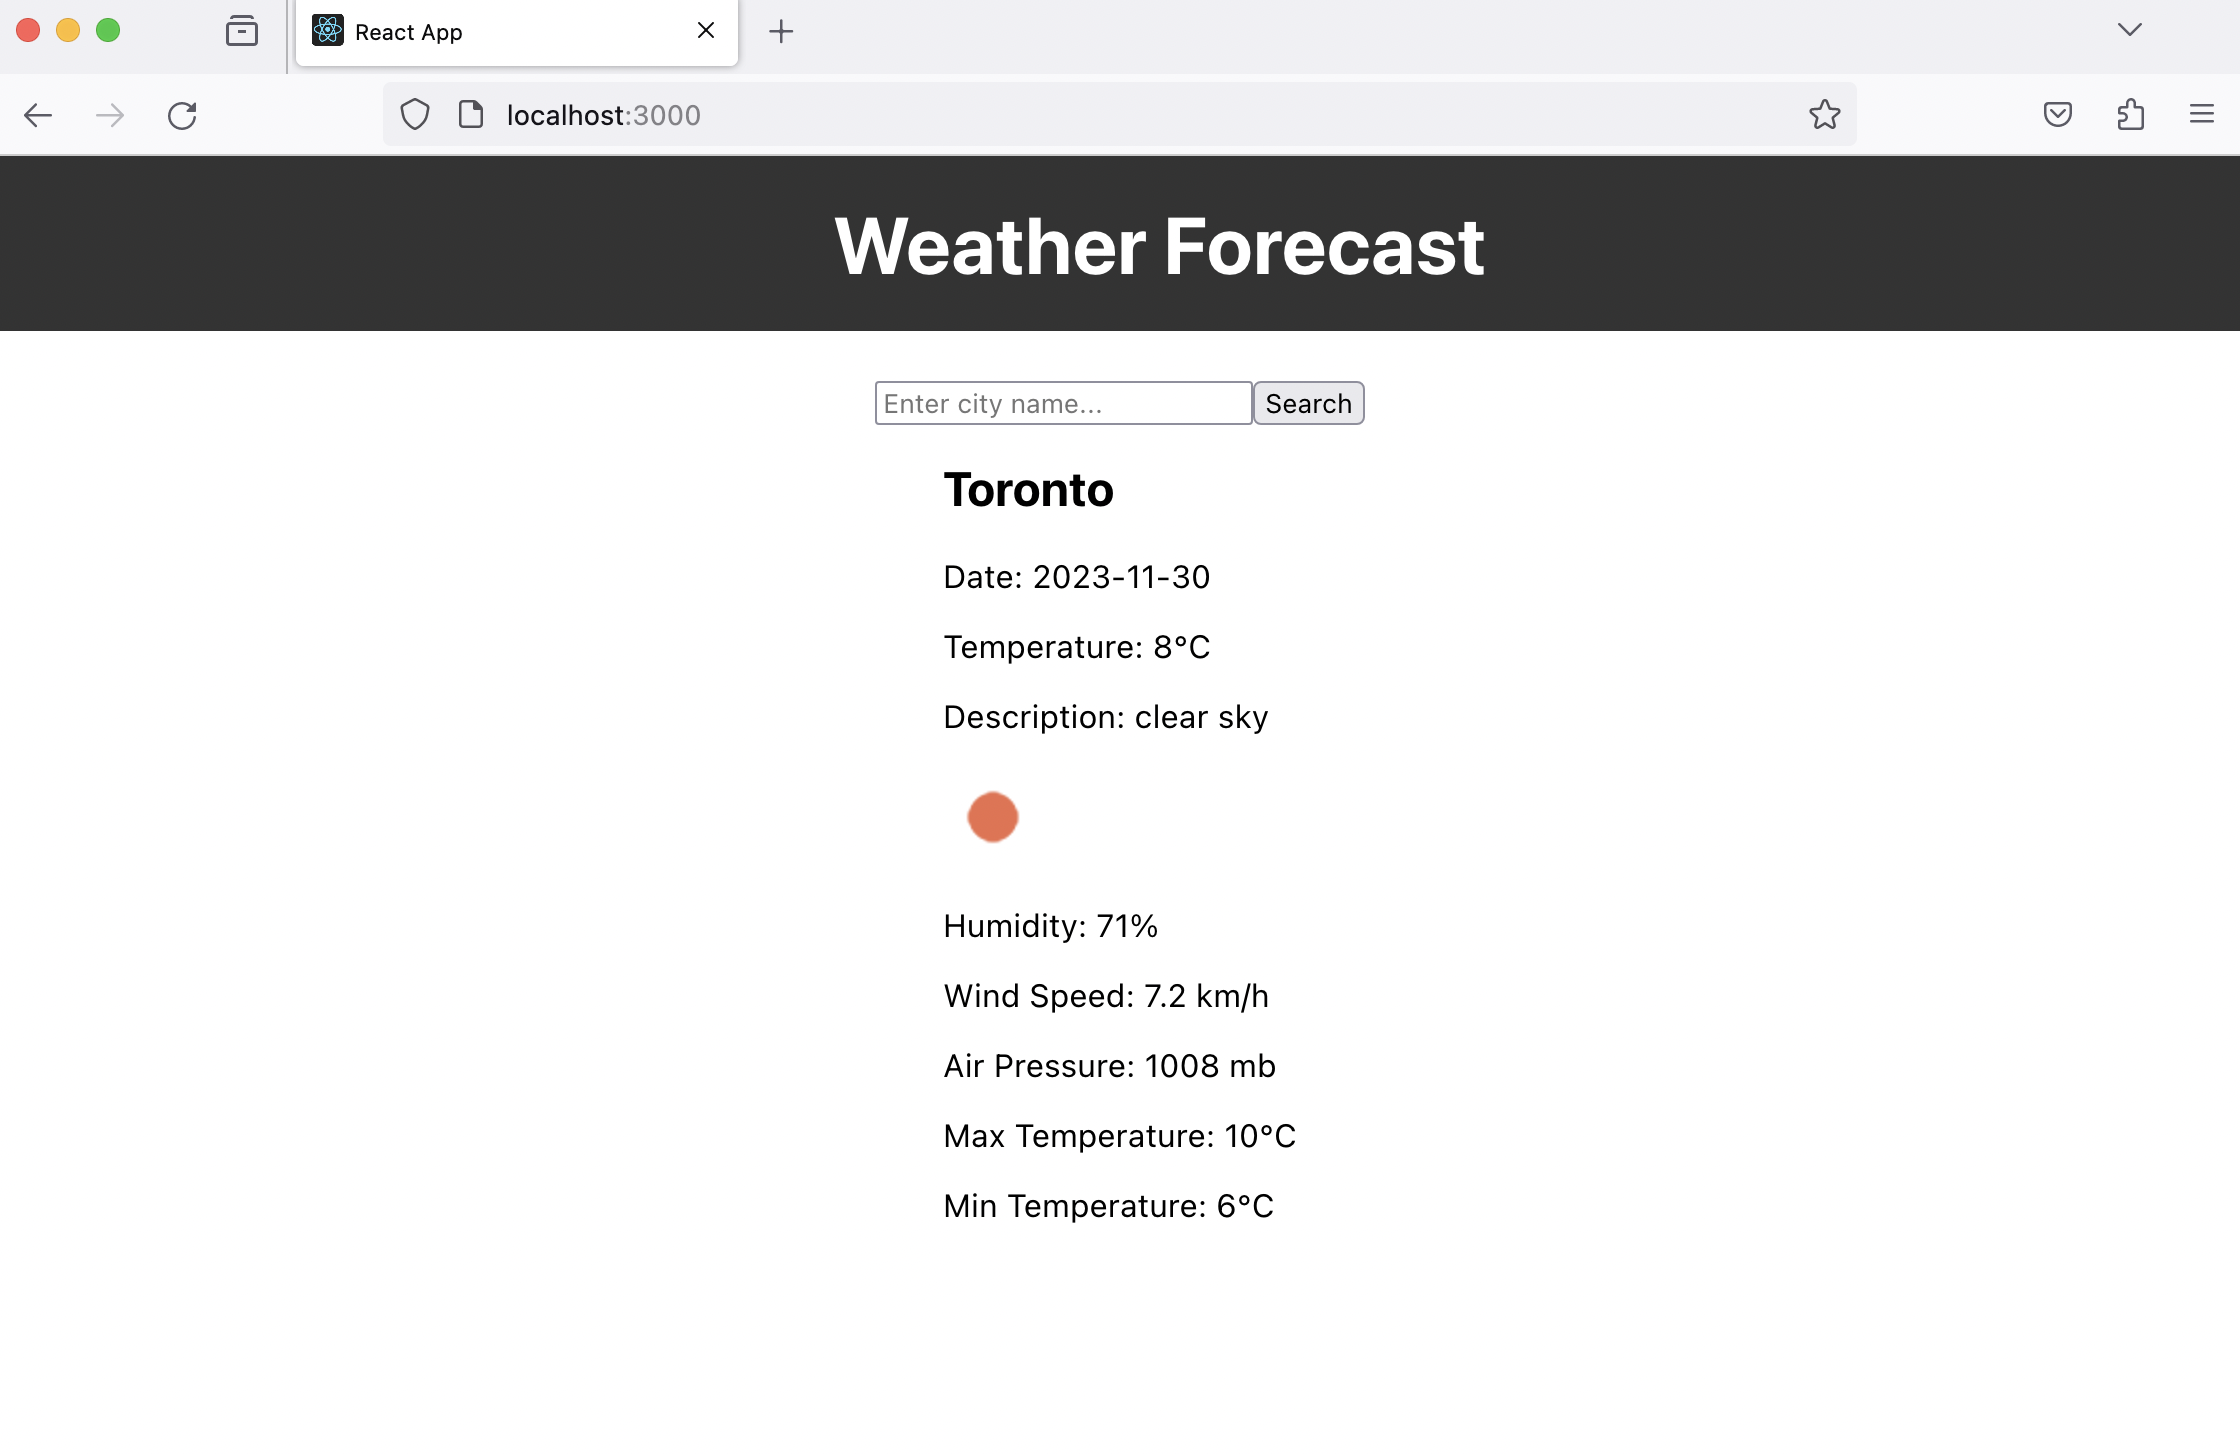 React App
localhost:3000
Weather Forecast
Enter city name...
Search
Toronto
Date: 2023-11-30
Temperature: 8°C
Description: clear sky
Humidity: 71%
Wind Speed: 7.2 km/h
Air Pressure: 1008 mb
Max Temperature: 10°C
Min Temperature: 6°C